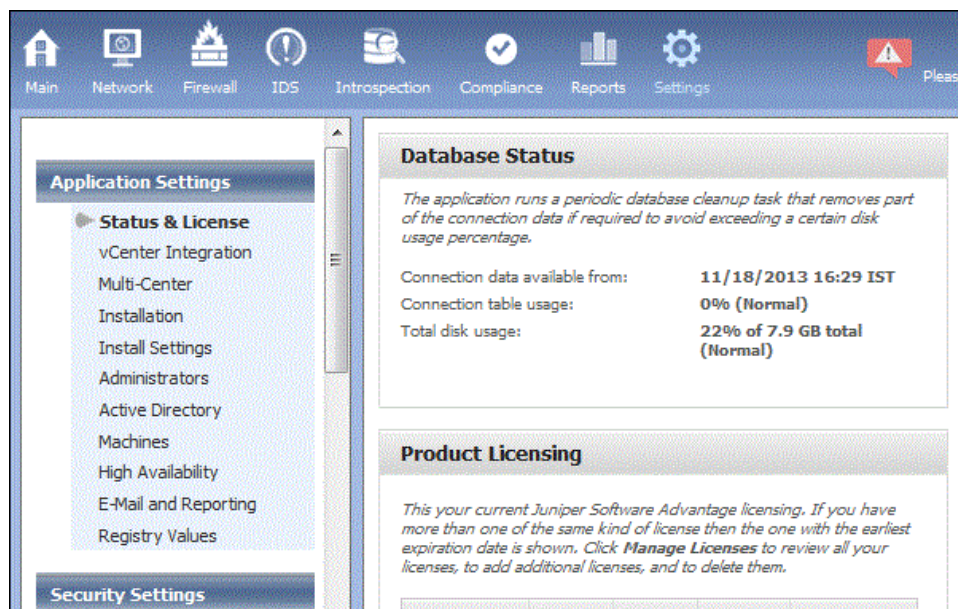 Main Network Firewall IDS Introspection Compliance Reports Settings
Application Settings
Status & License
vCenter Integration
Multi-Center
Installation
Install Settings
Administrators
Active Directory
Machines
High Availability
E-Mail and Reporting
Registry Values
Security Settings
Database Status
The application runs a periodic database cleanup task that removes part
of the connection data if required to avoid exceeding a certain disk
usage percentage.
Connection data available from: 11/18/2013 16:29 IST
Connection table usage: 0% (Normal)
Total disk usage: 22% of 7.9 GB total
(Normal)
Product Licensing
This your current Juniper Software Advantage licensing. If you have
more than one of the same kind of license then the one with the earliest
expiration date is shown. Click Manage Licenses to review all your
licenses, to add additional licenses, and to delete them.